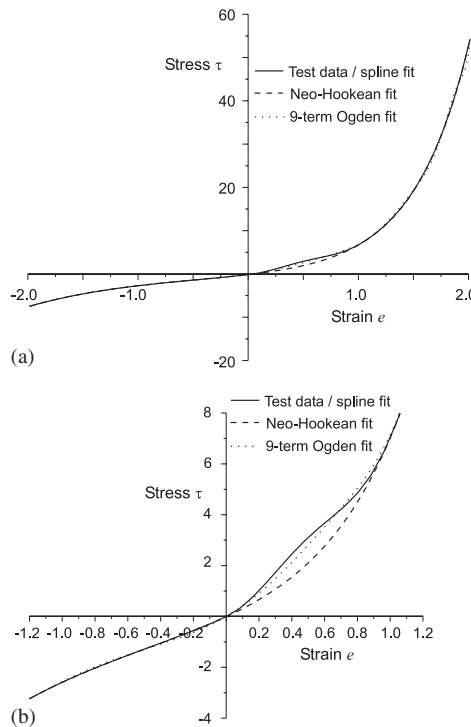 60
Stress τ
Test data / spline fit
Neo-Hookean fit
9-term Ogden fit
40
20
-2.0 -1.0 1.0 2.0
Strain e
(a)
-20
Test data / spline fit
8
Neo-Hookean fit
9-term Ogden fit
6
Stress τ
4
2
-1.2 -1.0 -0.8 -0.6 -0.4 -0.2 0.2 0.4 0.6 0.8 1.0 1.2
Strain e
-2
(b)
-4